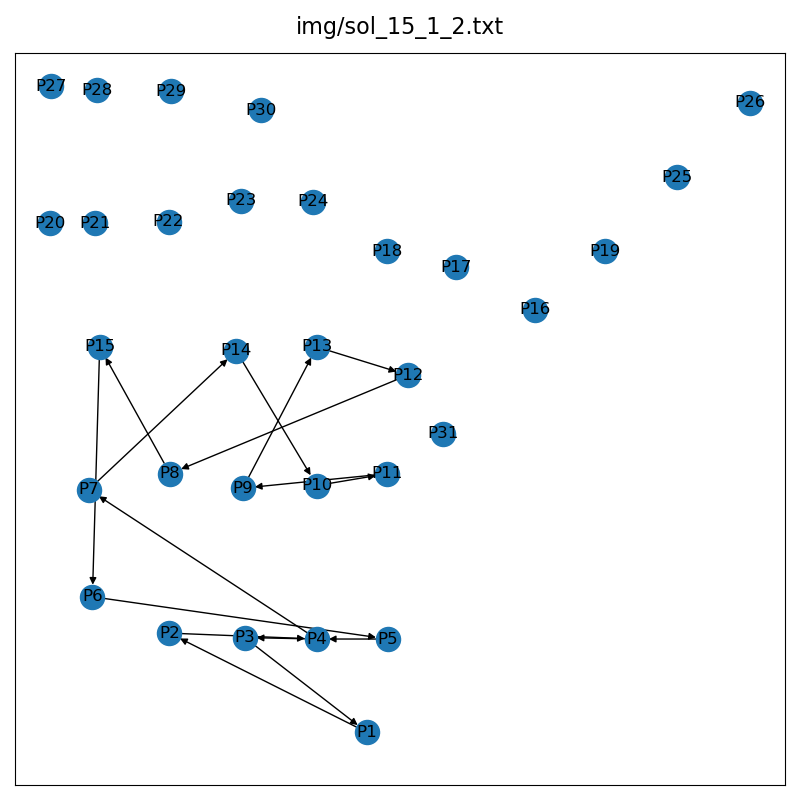 img/sol_15_1_2.txt
P27 P28 P29 P30 P26
P25
P20 P21 P22 P23 P24
P18 P17 P19
P16
P15 P14 P13 P12
P31
P7 P8 P9 P10 P11
P6
P2 P3 P4 P5
P1